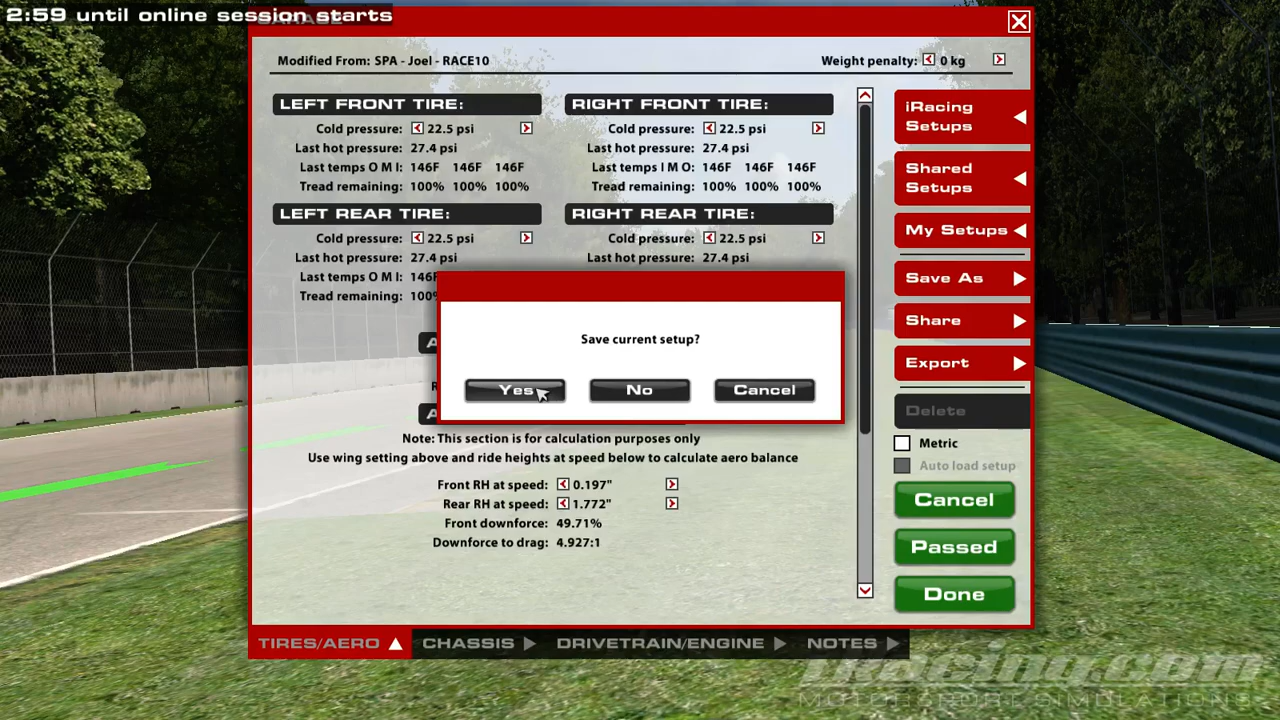 2:59 until online session starts
Modified From: SPA - Joel - RACE10
Weight penalty: 0 kg
LEFT FRONT TIRE:
Cold pressure: 22.5 psi
Last hot pressure: 27.4 psi
Last temps O M I: 146F 146F 146F
Tread remaining: 100% 100% 100%
RIGHT FRONT TIRE:
Cold pressure: 22.5 psi
Last hot pressure: 27.4 psi
Last temps I M O: 146F 146F 146F
Tread remaining: 100% 100% 100%
LEFT REAR TIRE:
Cold pressure: 22.5 psi
Last hot pressure: 27.4 psi
Last temps O M I: 146F
Tread remaining: 100%
RIGHT REAR TIRE:
Cold pressure: 22.5 psi
Last hot pressure: 27.4 psi
Save current setup?
Yes
No
Cancel
Note: This section is for calculation purposes only
Use wing setting above and ride heights at speed below to calculate aero balance
Front RH at speed: 0.197"
Rear RH at speed: 1.772"
Front downforce: 49.71%
Downforce to drag: 4.927:1
iRacing
Setups
Shared
Setups
My Setups
Save As
Share
Export
Delete
Metric
Auto load setup
Cancel
Passed
Done
TIRES/AERO
CHASSIS
DRIVETRAIN/ENGINE
NOTES
iRacing.com
MOTORSPORT SIMULATIONS